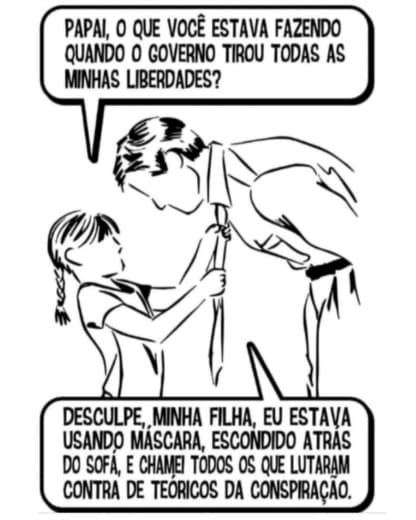 PAPAI, O QUE VOCÊ ESTAVA FAZENDO
QUANDO O GOVERNO TIROU TODAS AS
MINHAS LIBERDADES?
DESCULPE, MINHA FILHA, EU ESTAVA
USANDO MÁSCARA, ESCONDIDO ATRÁS
DO SOFÁ, E CHAMEI TODOS OS QUE LUTARAM
CONTRA DE TEÓRICOS DA CONSPIRAÇÃO.